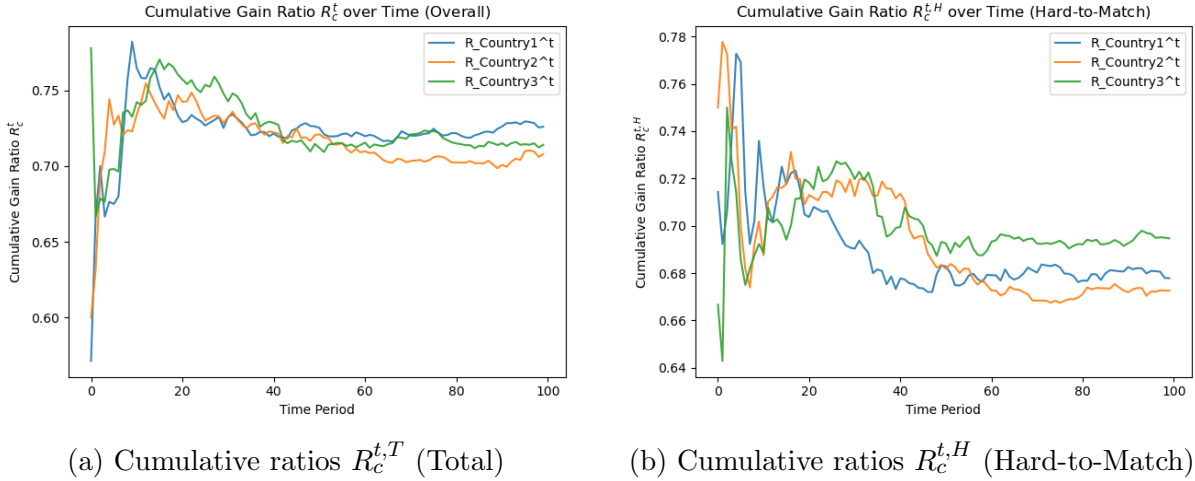 Cumulative Gain Ratio $R_c^t$ over Time (Overall)
R_Country1^t
R_Country2^t
R_Country3^t
Cumulative Gain Ratio $R_c^t$
0.75
0.70
0.65
0.60
0 20 40 60 80 100
Time Period
(a) Cumulative ratios $R_c^{t,T}$ (Total)
Cumulative Gain Ratio $R_c^{t,H}$ over Time (Hard-to-Match)
R_Country1^t
R_Country2^t
R_Country3^t
Cumulative Gain Ratio $R_c^{t,H}$
0.78
0.76
0.74
0.72
0.70
0.68
0.66
0.64
0 20 40 60 80 100
Time Period
(b) Cumulative ratios $R_c^{t,H}$ (Hard-to-Match)